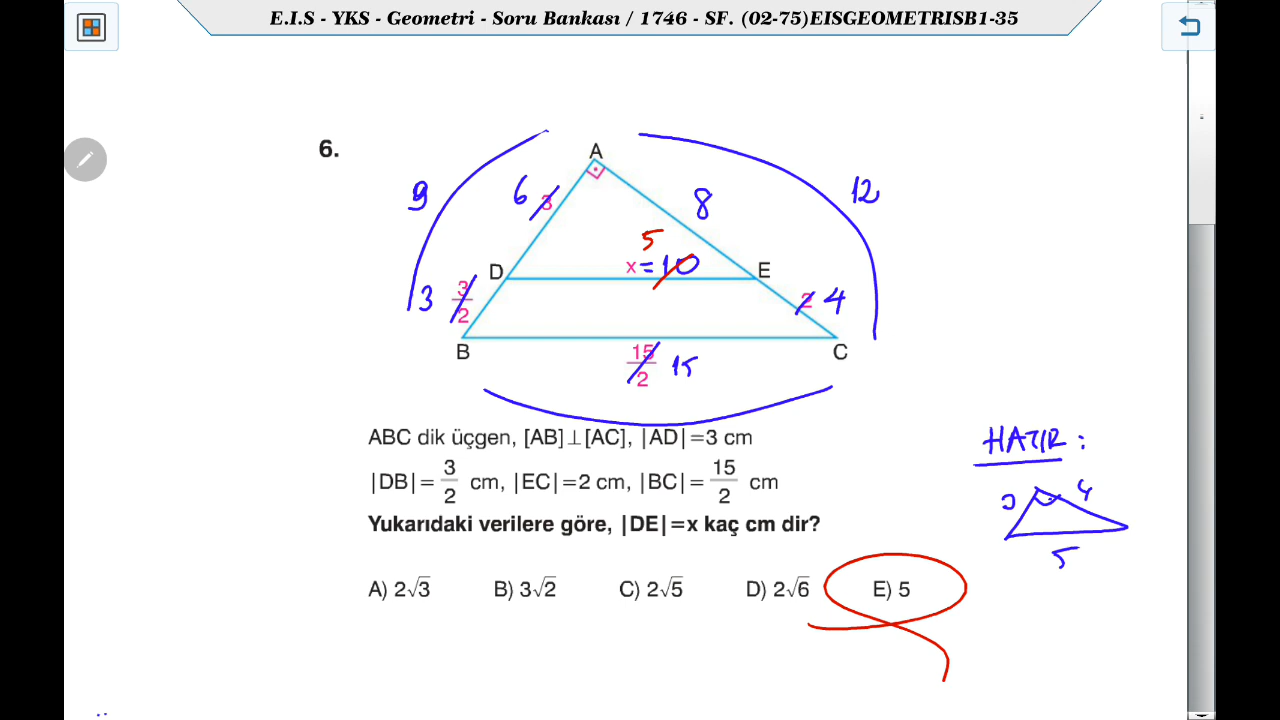 E.I.S - YKS - Geometri - Soru Bankası / 1746 - SF. (02-75)EISGEOMETRISB1-35
6.
A
9
6 3
8
12
5
D
x =10
E
3 3/2
2 4
B
15/2 15
C
ABC dik üçgen, [AB]⊥[AC], |AD|=3 cm
|DB|= 3/2 cm, |EC|=2 cm, |BC|= 15/2 cm
Yukarıdaki verilere göre, |DE|=x kaç cm dir?
A) 2√3 B) 3√2 C) 2√5 D) 2√6 E) 5
HATIR :
3 4
5